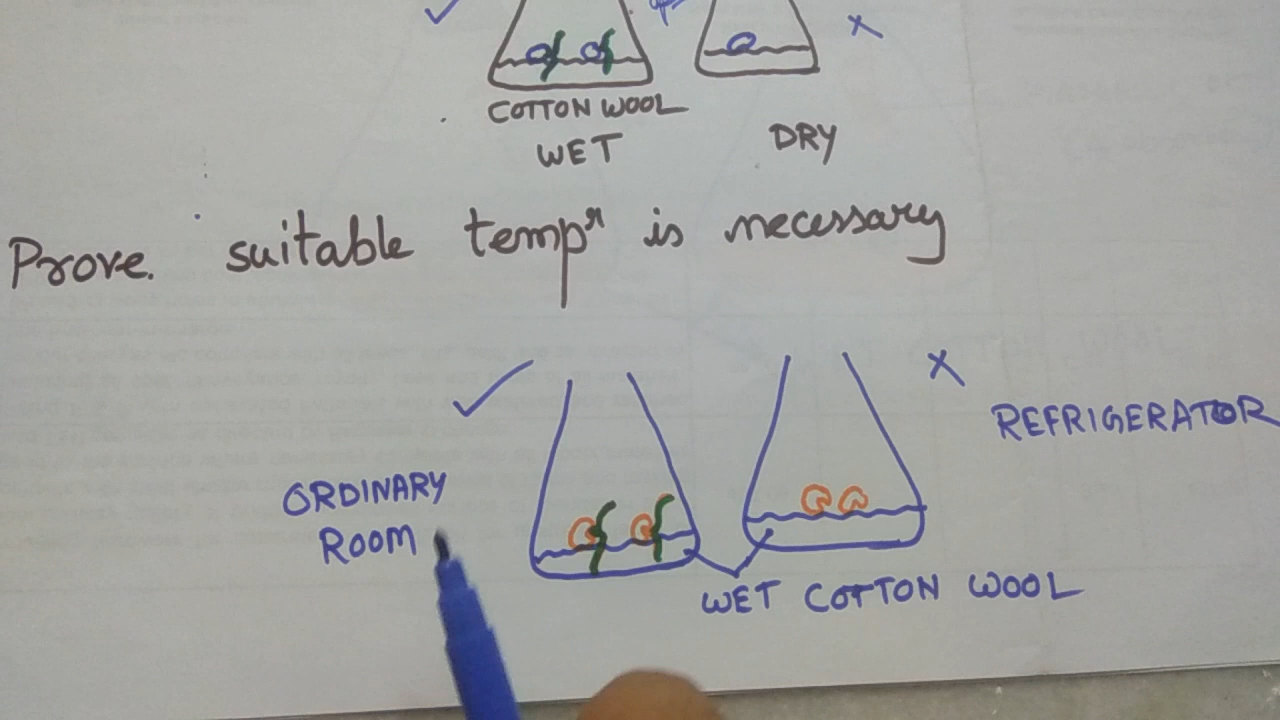 COTTON WOOL
WET
DRY
Prove. suitable tempr is necessary
ORDINARY
ROOM
REFRIGERATOR
WET COTTON WOOL